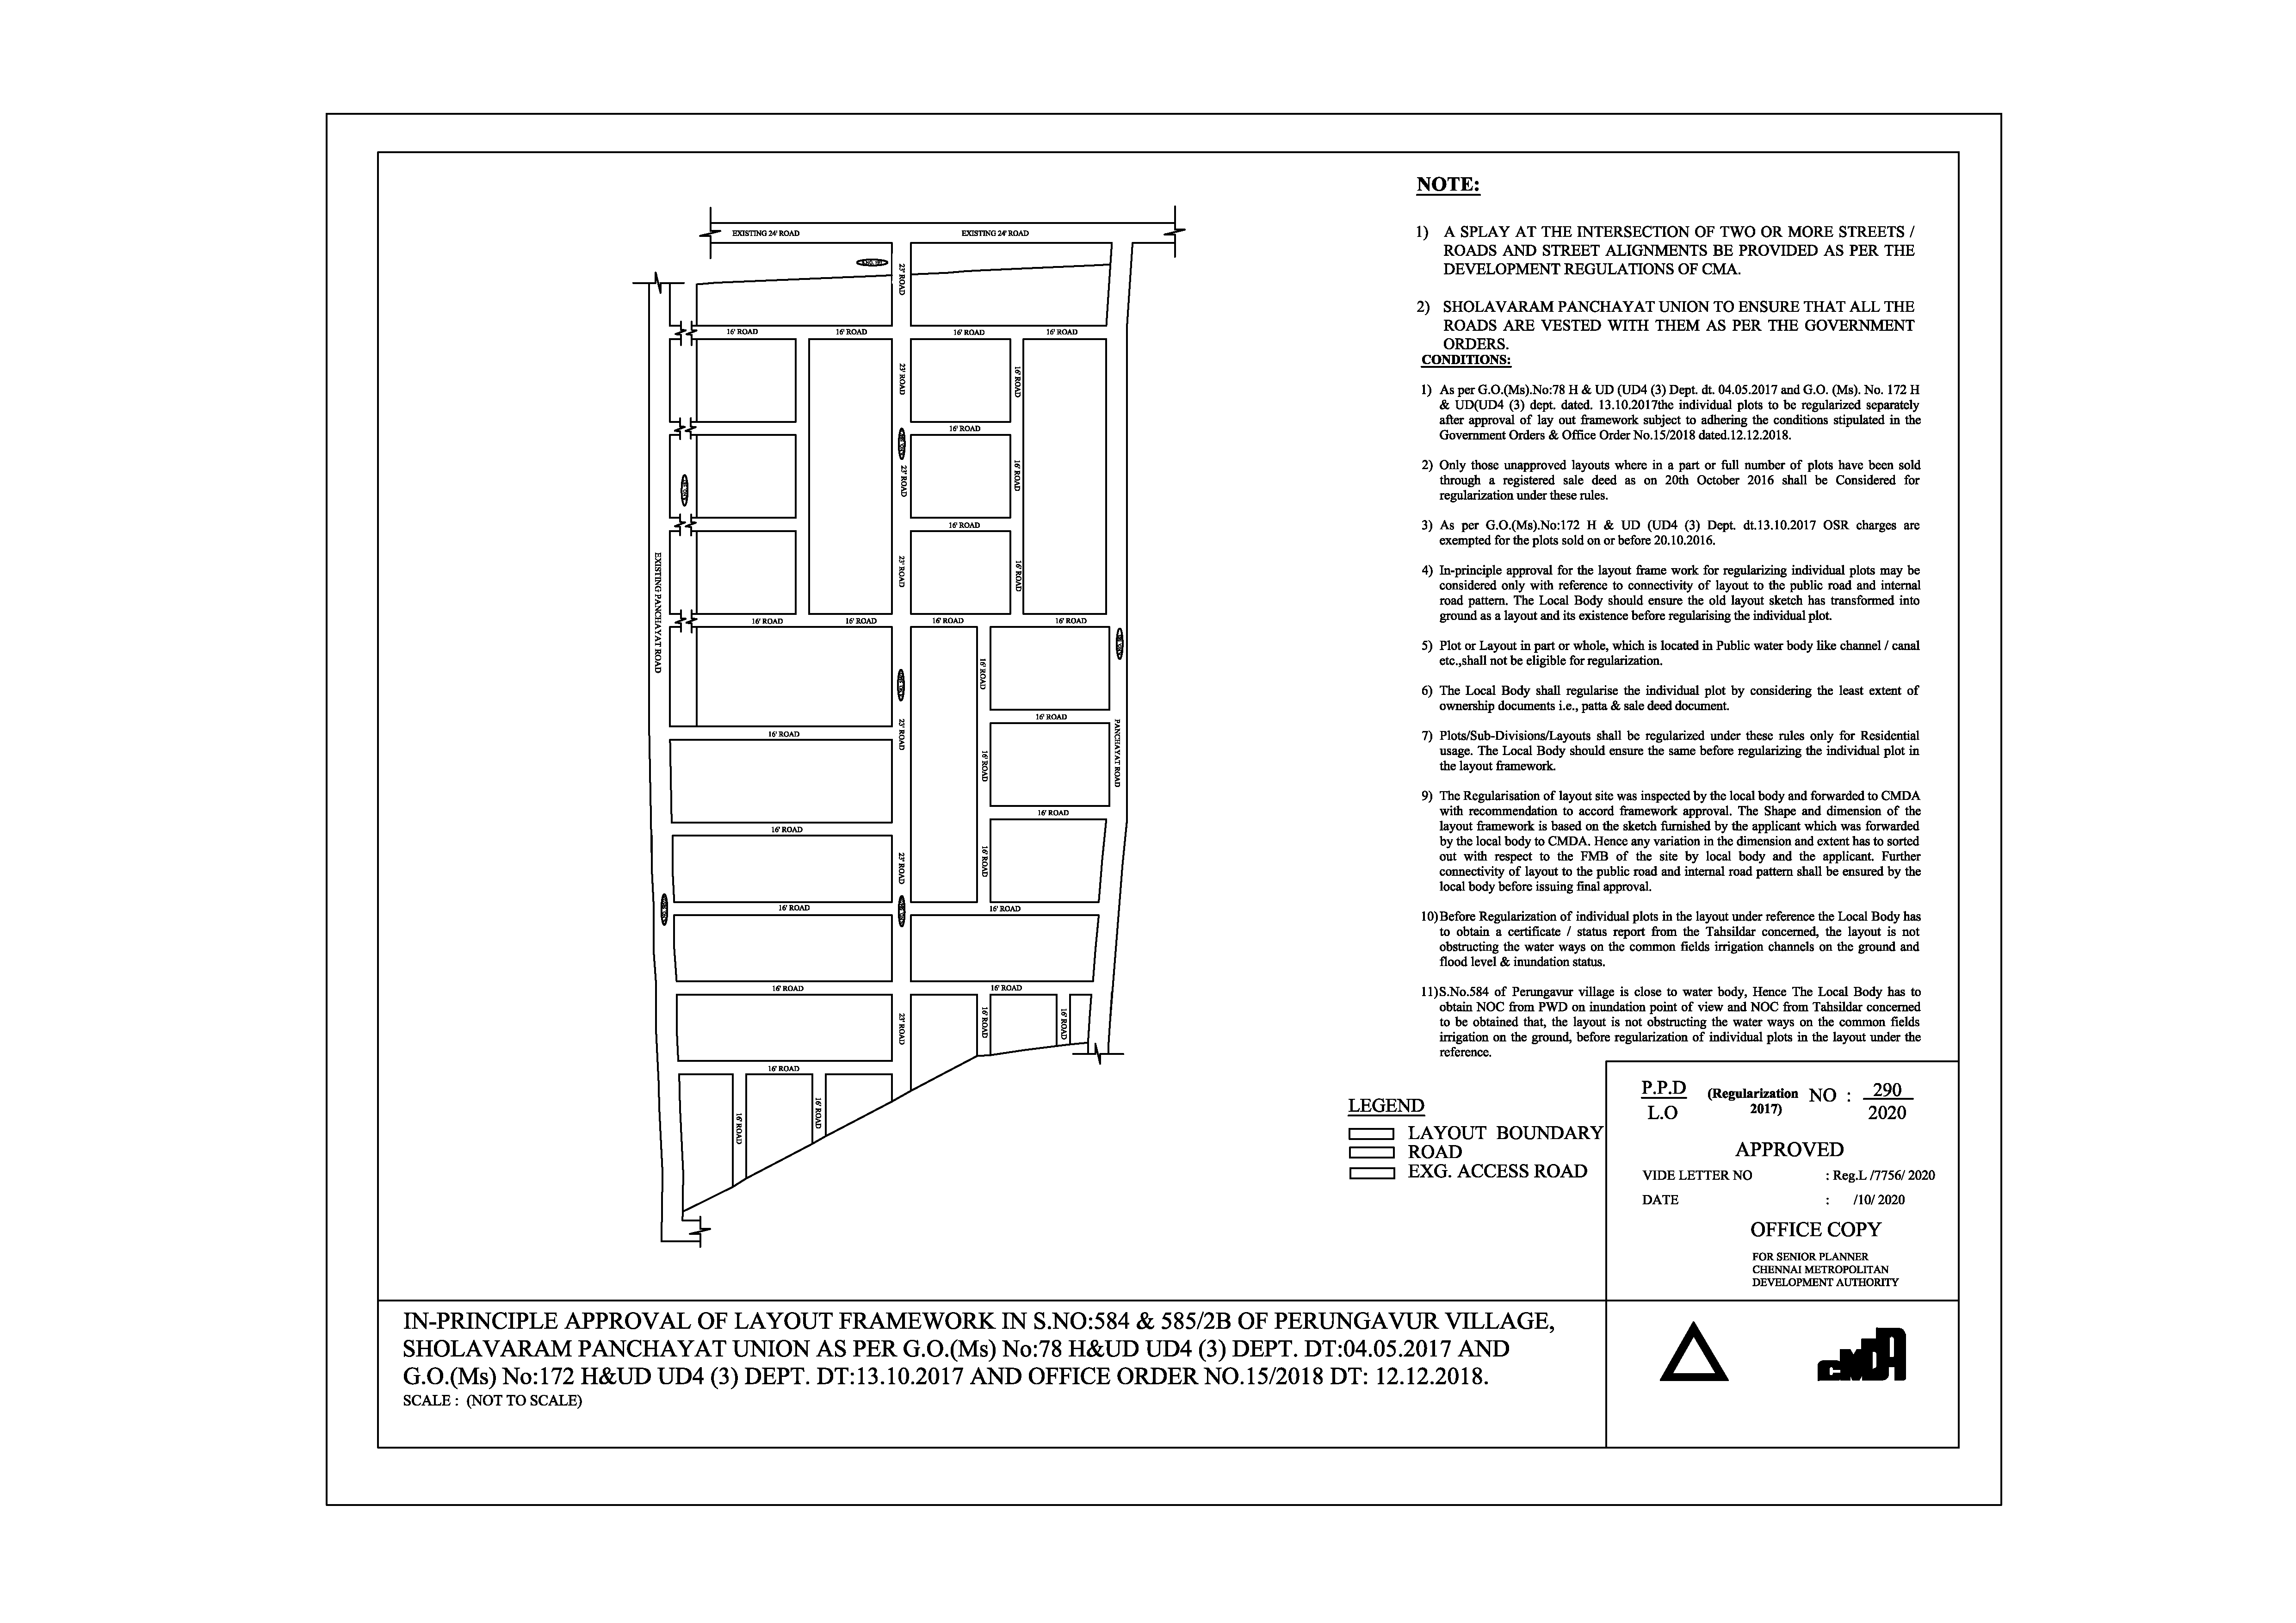 EXISTING 24' ROAD
EXISTING 24' ROAD
23' ROAD
16' ROAD
16' ROAD
16' ROAD
16' ROAD
23' ROAD
16' ROAD
16' ROAD
23' ROAD
16' ROAD
16' ROAD
23' ROAD
16' ROAD
EXISTING PANCHAYAT ROAD
16' ROAD
16' ROAD
16' ROAD
16' ROAD
16' ROAD
16' ROAD
23' ROAD
16' ROAD
16' ROAD
PANCHAYAT ROAD
16' ROAD
16' ROAD
23' ROAD
16' ROAD
16' ROAD
16' ROAD
16' ROAD
16' ROAD
23' ROAD
16' ROAD
16' ROAD
16' ROAD
16' ROAD
16' ROAD
NOTE:
1) A SPLAY AT THE INTERSECTION OF TWO OR MORE STREETS /
ROADS AND STREET ALIGNMENTS BE PROVIDED AS PER THE
DEVELOPMENT REGULATIONS OF CMA.
2) SHOLAVARAM PANCHAYAT UNION TO ENSURE THAT ALL THE
ROADS ARE VESTED WITH THEM AS PER THE GOVERNMENT
ORDERS.
CONDITIONS:
1) As per G.O.(Ms).No:78 H & UD (UD4 (3) Dept. dt. 04.05.2017 and G.O. (Ms). No. 172 H
& UD(UD4 (3) dept. dated. 13.10.2017the individual plots to be regularized separately
after approval of lay out framework subject to adhering the conditions stipulated in the
Government Orders & Office Order No.15/2018 dated.12.12.2018.
2) Only those unapproved layouts where in a part or full number of plots have been sold
through a registered sale deed as on 20th October 2016 shall be Considered for
regularization under these rules.
3) As per G.O.(Ms).No:172 H & UD (UD4 (3) Dept. dt.13.10.2017 OSR charges are
exempted for the plots sold on or before 20.10.2016.
4) In-principle approval for the layout frame work for regularizing individual plots may be
considered only with reference to connectivity of layout to the public road and internal
road pattern. The Local Body should ensure the old layout sketch has transformed into
ground as a layout and its existence before regularising the individual plot.
5) Plot or Layout in part or whole, which is located in Public water body like channel / canal
etc.,shall not be eligible for regularization.
6) The Local Body shall regularise the individual plot by considering the least extent of
ownership documents i.e., patta & sale deed document.
7) Plots/Sub-Divisions/Layouts shall be regularized under these rules only for Residential
usage. The Local Body should ensure the same before regularizing the individual plot in
the layout framework.
9) The Regularisation of layout site was inspected by the local body and forwarded to CMDA
with recommendation to accord framework approval. The Shape and dimension of the
layout framework is based on the sketch furnished by the applicant which was forwarded
by the local body to CMDA. Hence any variation in the dimension and extent has to sorted
out with respect to the FMB of the site by local body and the applicant. Further
connectivity of layout to the public road and internal road pattern shall be ensured by the
local body before issuing final approval.
10)Before Regularization of individual plots in the layout under reference the Local Body has
to obtain a certificate / status report from the Tahsildar concerned, the layout is not
obstructing the water ways on the common fields irrigation channels on the ground and
flood level & inundation status.
11)S.No.584 of Perungavur village is close to water body, Hence The Local Body has to
obtain NOC from PWD on inundation point of view and NOC from Tahsildar concerned
to be obtained that, the layout is not obstructing the water ways on the common fields
irrigation on the ground, before regularization of individual plots in the layout under the
reference.
LEGEND
LAYOUT BOUNDARY
ROAD
EXG. ACCESS ROAD
P.P.D (Regularization NO : 290
L.O 2017) 2020
APPROVED
VIDE LETTER NO : Reg.L /7756/ 2020
DATE : /10/ 2020
OFFICE COPY
FOR SENIOR PLANNER
CHENNAI METROPOLITAN
DEVELOPMENT AUTHORITY
IN-PRINCIPLE APPROVAL OF LAYOUT FRAMEWORK IN S.NO:584 & 585/2B OF PERUNGAVUR VILLAGE,
SHOLAVARAM PANCHAYAT UNION AS PER G.O.(Ms) No:78 H&UD UD4 (3) DEPT. DT:04.05.2017 AND
G.O.(Ms) No:172 H&UD UD4 (3) DEPT. DT:13.10.2017 AND OFFICE ORDER NO.15/2018 DT: 12.12.2018.
SCALE : (NOT TO SCALE)
CMDA